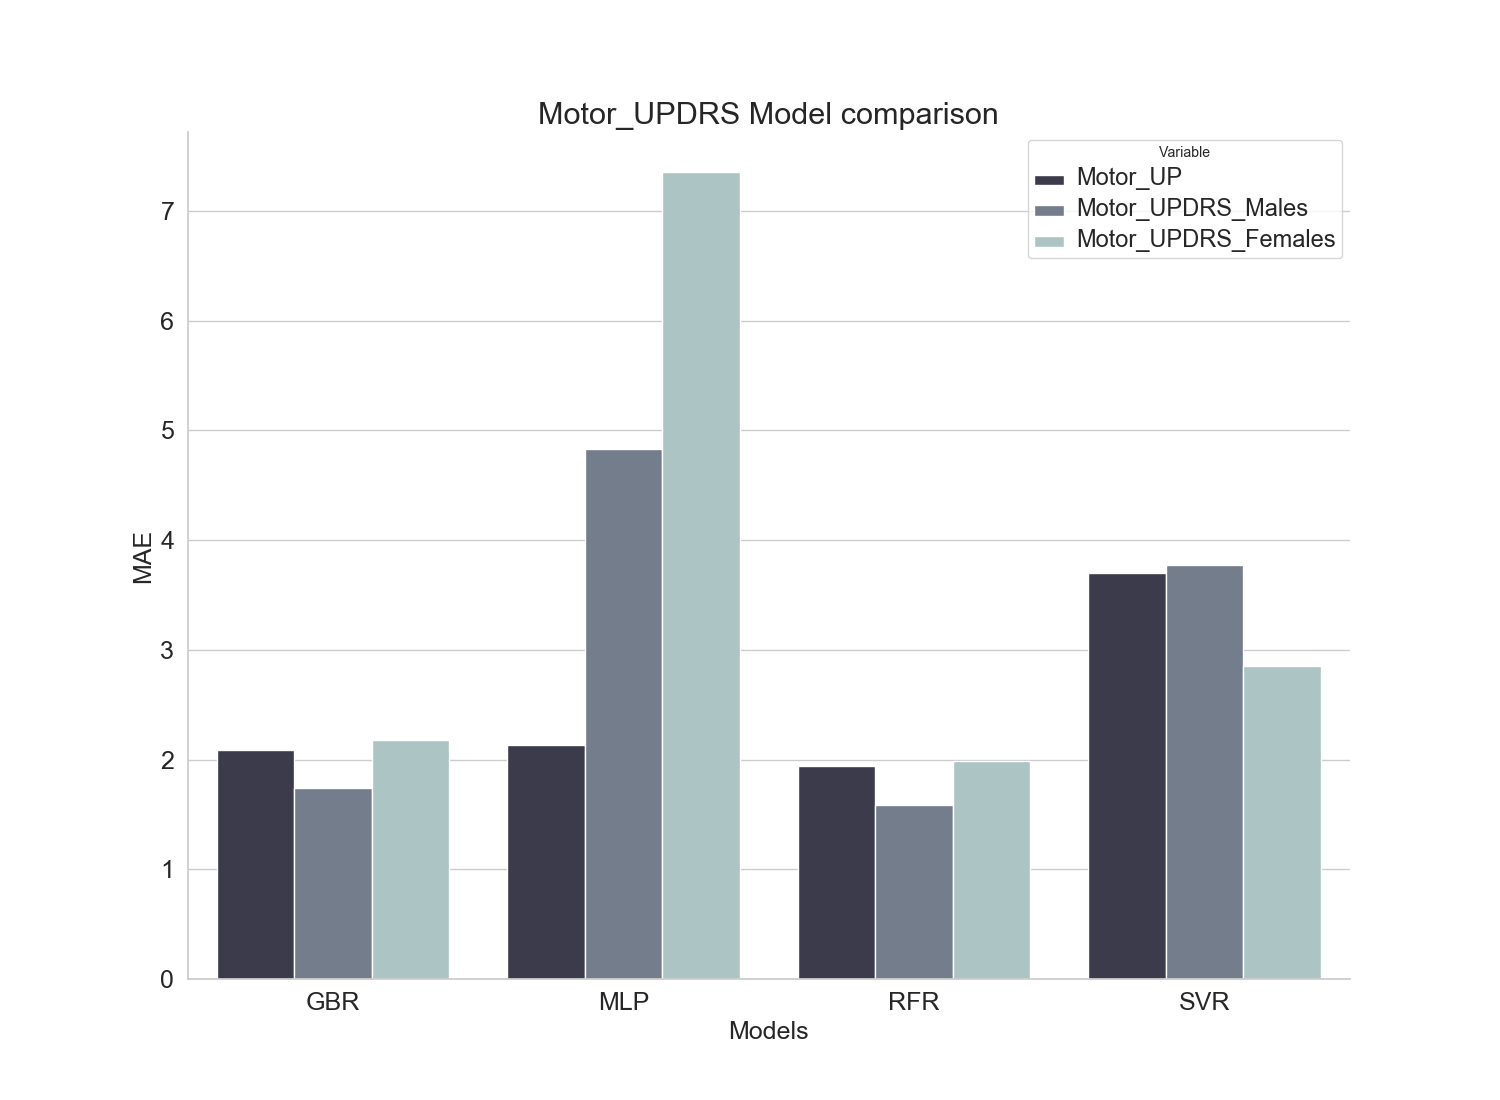 Motor_UPDRS Model comparison
Variable
Motor_UP
Motor_UPDRS_Males
Motor_UPDRS_Females
MAE
7
6
5
4
3
2
1
0
GBR
MLP
RFR
SVR
Models